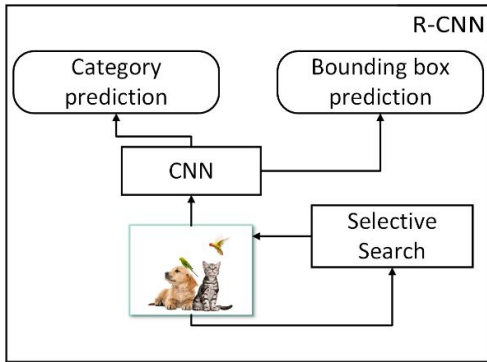 R-CNN
Category
prediction
Bounding box
prediction
CNN
Selective
Search